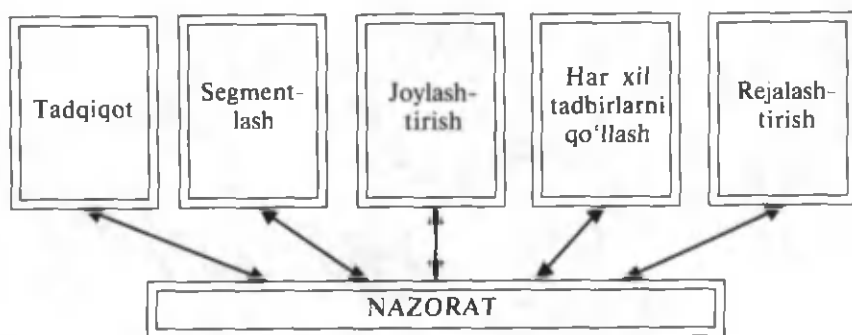 Tadqiqot
Segment-
lash
Joylash-
tirish
Har xil
tadbirlarni
qo‘llash
Rejalash-
tirish
NAZORAT